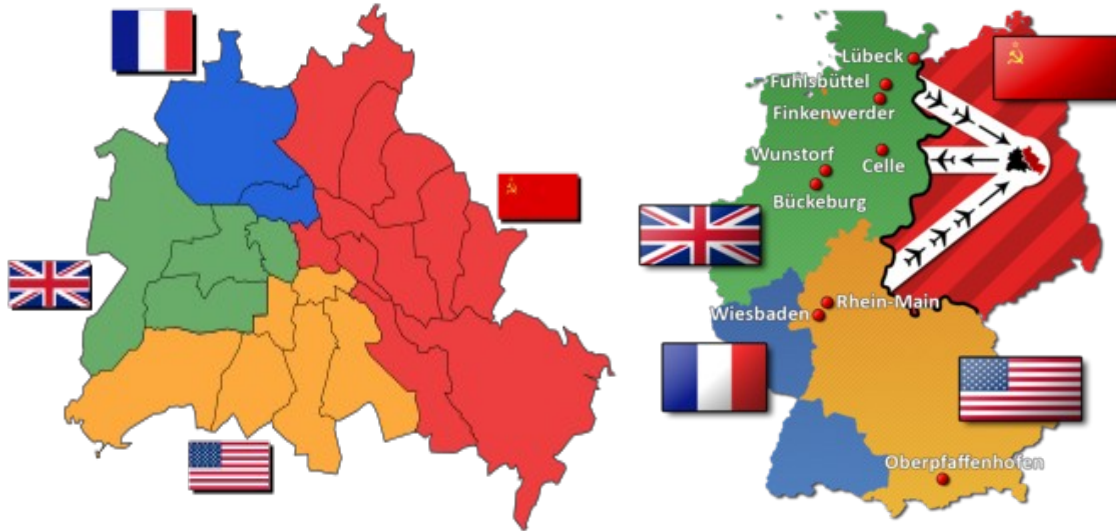 Lübeck
Fuhlsbüttel
Finkenwerder
Wunstorf
Celle
Bückeburg
Rhein-Main
Wiesbaden
Oberpfaffenhofen